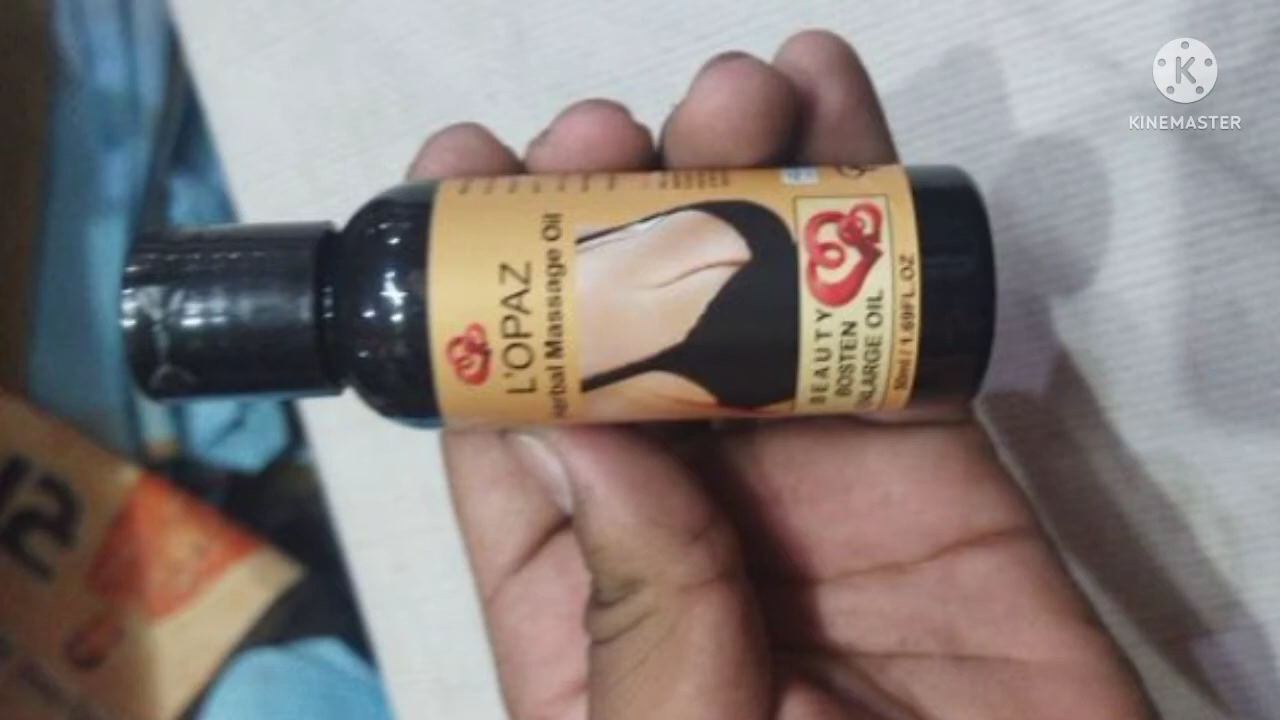 L'OPAZ
Herbal Massage Oil
BEAUTY
BOSTEN
ENLARGE OIL
50ml / 1.69FL.OZ
K
KINEMASTER